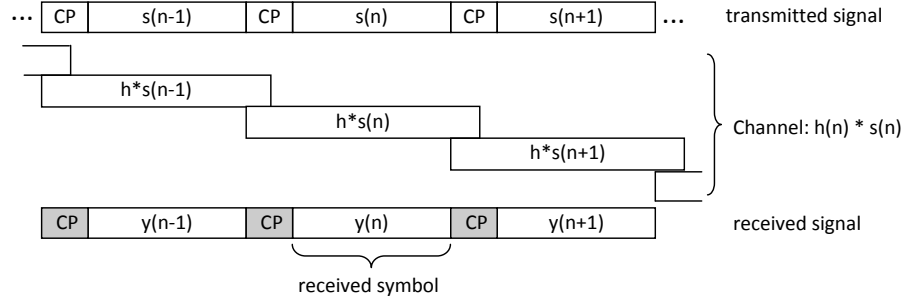 ... CP s(n-1) CP s(n) CP s(n+1) ... transmitted signal
h*s(n-1)
h*s(n)
Channel: h(n) * s(n)
h*s(n+1)
CP y(n-1) CP y(n) CP y(n+1) received signal
received symbol